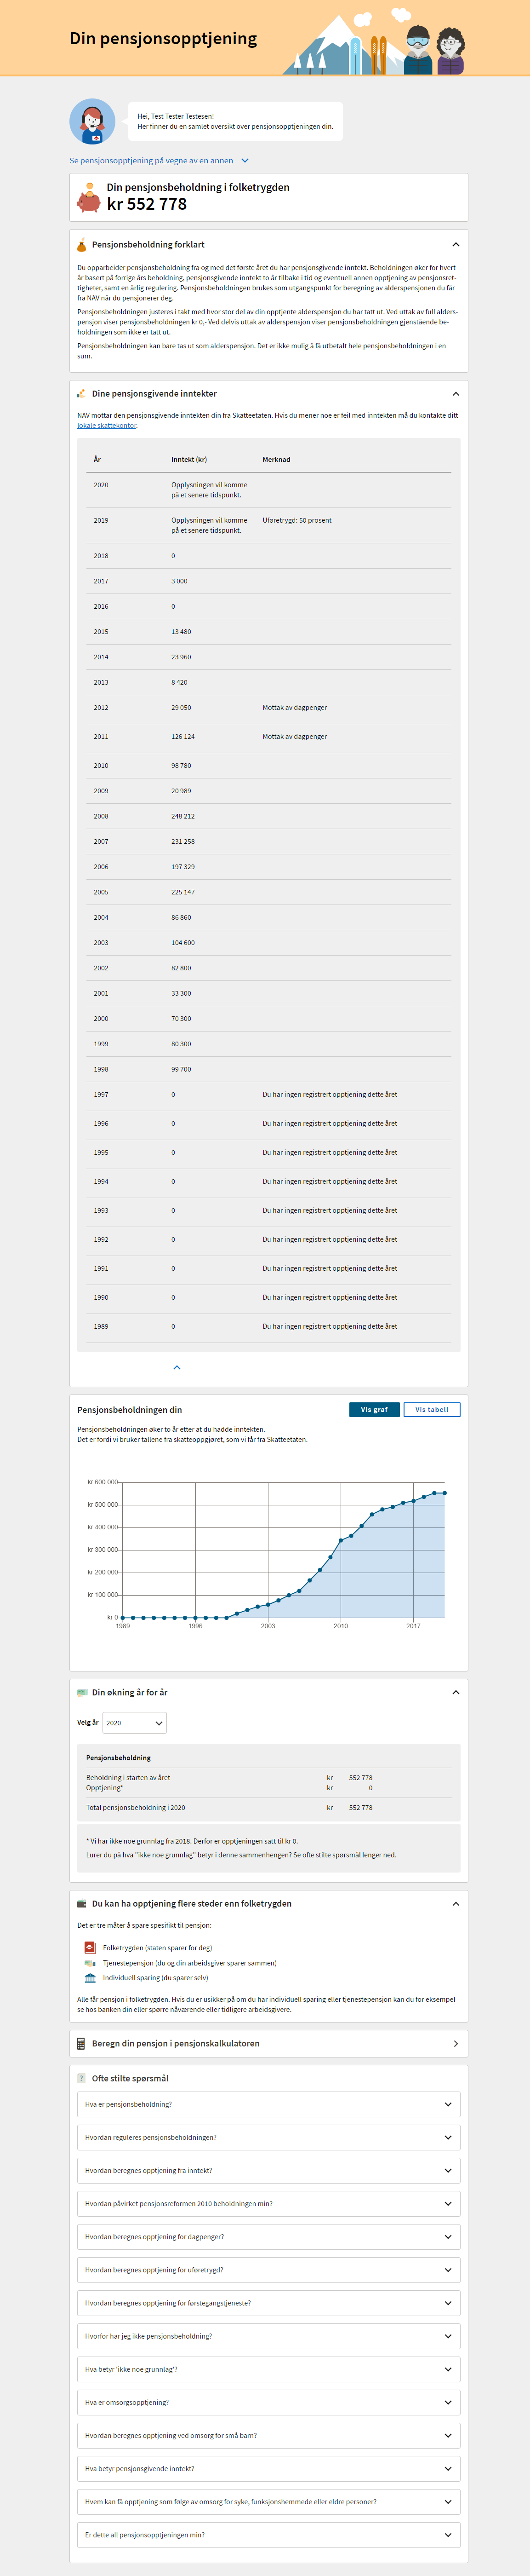 Din pensjonsopptjening
Hei, Test Tester Testesen!
Her finner du en samlet oversikt over pensjonsopptjeningen din.
Se pensjonsopptjening på vegne av en annen
Din pensjonsbeholdning i folketrygden
kr 552 778
Pensjonsbeholdning forklart
Du opparbeider pensjonsbeholdning fra og med det første året du har pensjonsgivende inntekt. Beholdningen øker for hvert
år basert på forrige års beholdning, pensjonsgivende inntekt to år tilbake i tid og eventuell annen opptjening av pensjonsret-
tigheter, samt en årlig regulering. Pensjonsbeholdningen brukes som utgangspunkt for beregning av alderspensjonen du får
fra NAV når du pensjonerer deg.
Pensjonsbeholdningen justeres i takt med hvor stor del av din opptjente alderspensjon du har tatt ut. Ved uttak av full alders-
pensjon viser pensjonsbeholdningen kr 0,- Ved delvis uttak av alderspensjon viser pensjonsbeholdningen gjenstående be-
holdningen som ikke er tatt ut.
Pensjonsbeholdningen kan bare tas ut som alderspensjon. Det er ikke mulig å få utbetalt hele pensjonsbeholdningen i en
sum.
Dine pensjonsgivende inntekter
NAV mottar den pensjonsgivende inntekten din fra Skatteetaten. Hvis du mener noe er feil med inntekten må du kontakte ditt
lokale skattekontor.
År Inntekt (kr) Merknad
2020 Opplysningen vil komme
på et senere tidspunkt.
2019 Opplysningen vil komme Uføretrygd: 50 prosent
på et senere tidspunkt.
2018 0
2017 3 000
2016 0
2015 13 480
2014 23 960
2013 8 420
2012 29 050 Mottak av dagpenger
2011 126 124 Mottak av dagpenger
2010 98 780
2009 20 989
2008 248 212
2007 231 258
2006 197 329
2005 225 147
2004 86 860
2003 104 600
2002 82 800
2001 33 300
2000 70 300
1999 80 300
1998 99 700
1997 0 Du har ingen registrert opptjening dette året
1996 0 Du har ingen registrert opptjening dette året
1995 0 Du har ingen registrert opptjening dette året
1994 0 Du har ingen registrert opptjening dette året
1993 0 Du har ingen registrert opptjening dette året
1992 0 Du har ingen registrert opptjening dette året
1991 0 Du har ingen registrert opptjening dette året
1990 0 Du har ingen registrert opptjening dette året
1989 0 Du har ingen registrert opptjening dette året
Pensjonsbeholdningen din Vis graf Vis tabell
Pensjonsbeholdningen øker to år etter at du hadde inntekten.
Det er fordi vi bruker tallene fra skatteoppgjøret, som vi får fra Skatteetaten.
kr 600 000
kr 500 000
kr 400 000
kr 300 000
kr 200 000
kr 100 000
kr 0
1989 1996 2003 2010 2017
Din økning år for år
Velg år 2020
Pensjonsbeholdning
Beholdning i starten av året kr 552 778
Opptjening* kr 0
Total pensjonsbeholdning i 2020 kr 552 778
* Vi har ikke noe grunnlag fra 2018. Derfor er opptjeningen satt til kr 0.
Lurer du på hva "ikke noe grunnlag" betyr i denne sammenhengen? Se ofte stilte spørsmål lenger ned.
Du kan ha opptjening flere steder enn folketrygden
Det er tre måter å spare spesifikt til pensjon:
Folketrygden (staten sparer for deg)
Tjenestepensjon (du og din arbeidsgiver sparer sammen)
Individuell sparing (du sparer selv)
Alle får pensjon i folketrygden. Hvis du er usikker på om du har individuell sparing eller tjenestepensjon kan du for eksempel
se hos banken din eller spørre nåværende eller tidligere arbeidsgivere.
Beregn din pensjon i pensjonskalkulatoren
? Ofte stilte spørsmål
Hva er pensjonsbeholdning?
Hvordan reguleres pensjonsbeholdningen?
Hvordan beregnes opptjening fra inntekt?
Hvordan påvirket pensjonsreformen 2010 beholdningen min?
Hvordan beregnes opptjening for dagpenger?
Hvordan beregnes opptjening for uføretrygd?
Hvordan beregnes opptjening for førstegangstjeneste?
Hvorfor har jeg ikke pensjonsbeholdning?
Hva betyr 'ikke noe grunnlag'?
Hva er omsorgsopptjening?
Hvordan beregnes opptjening ved omsorg for små barn?
Hva betyr pensjonsgivende inntekt?
Hvem kan få opptjening som følge av omsorg for syke, funksjonshemmede eller eldre personer?
Er dette all pensjonsopptjeningen min?